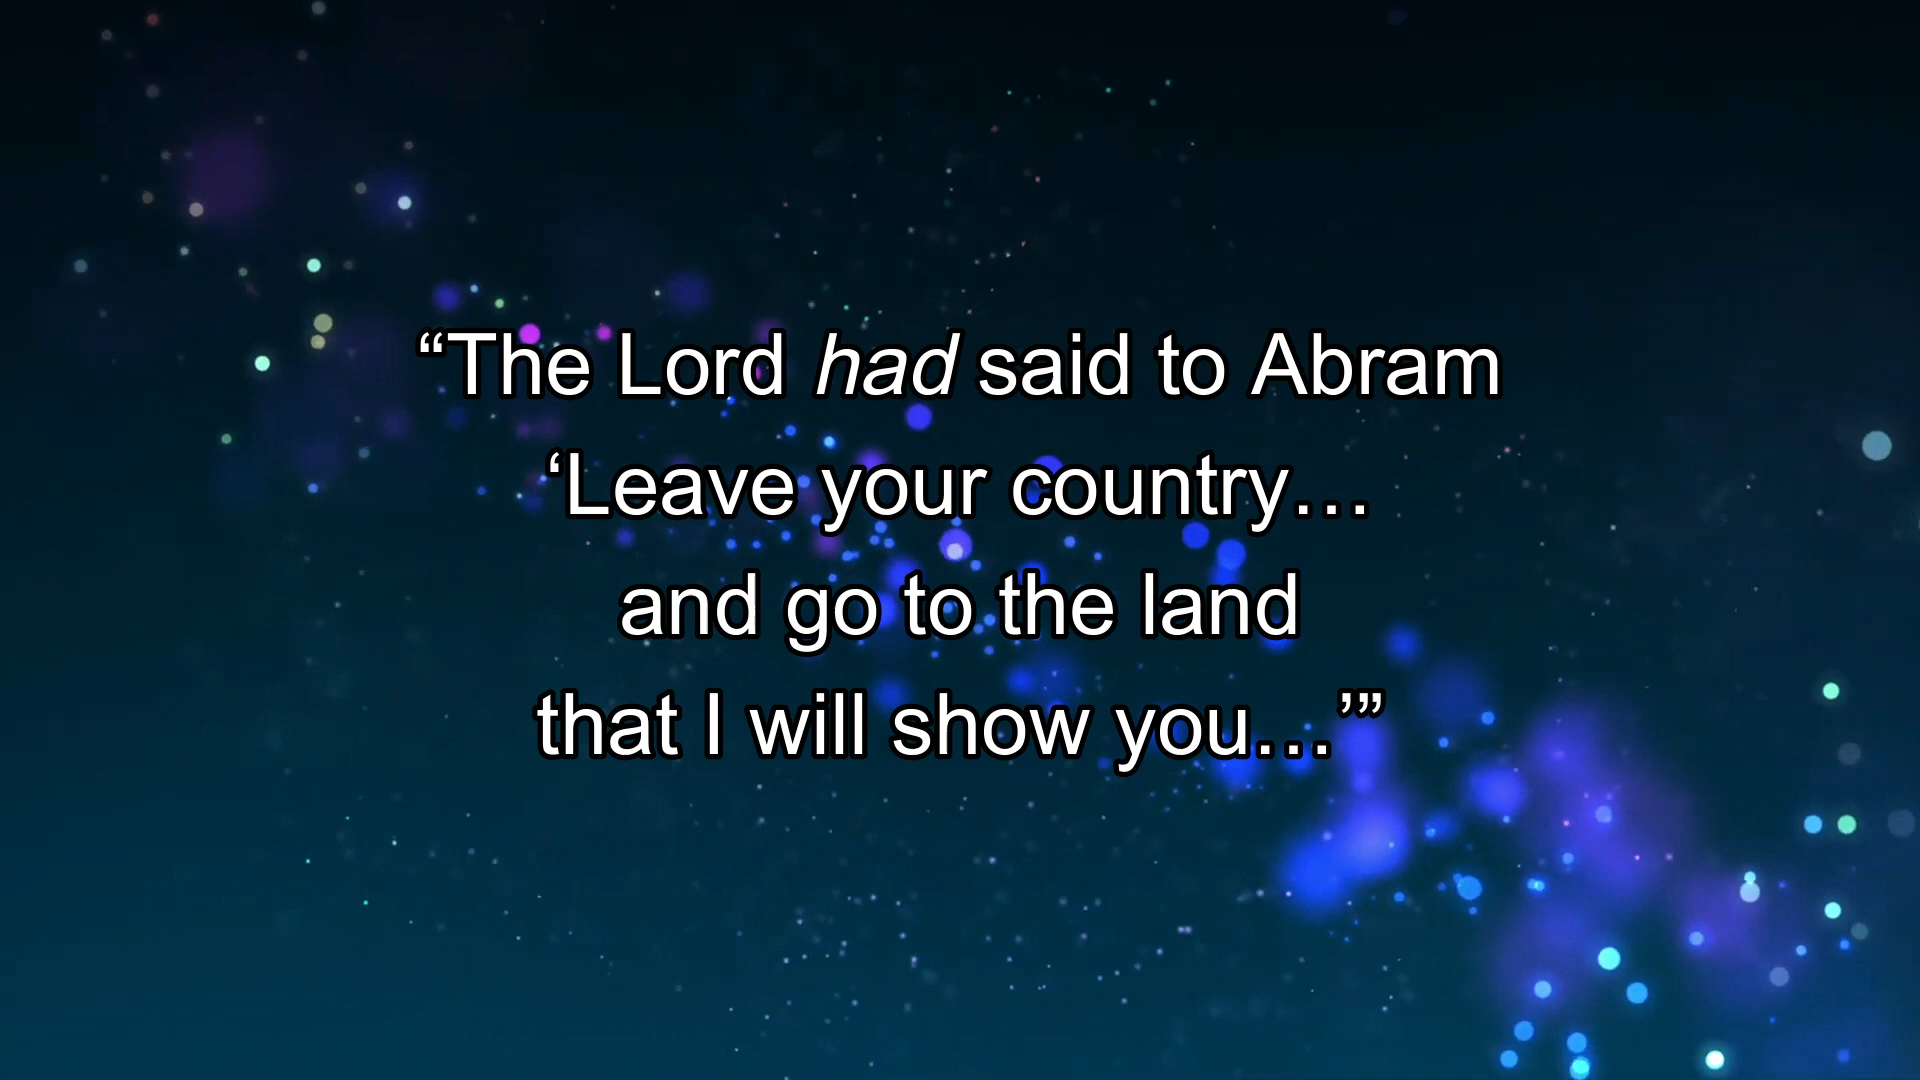 “The Lord had said to Abram
‘Leave your country…
and go to the land
that I will show you…’”